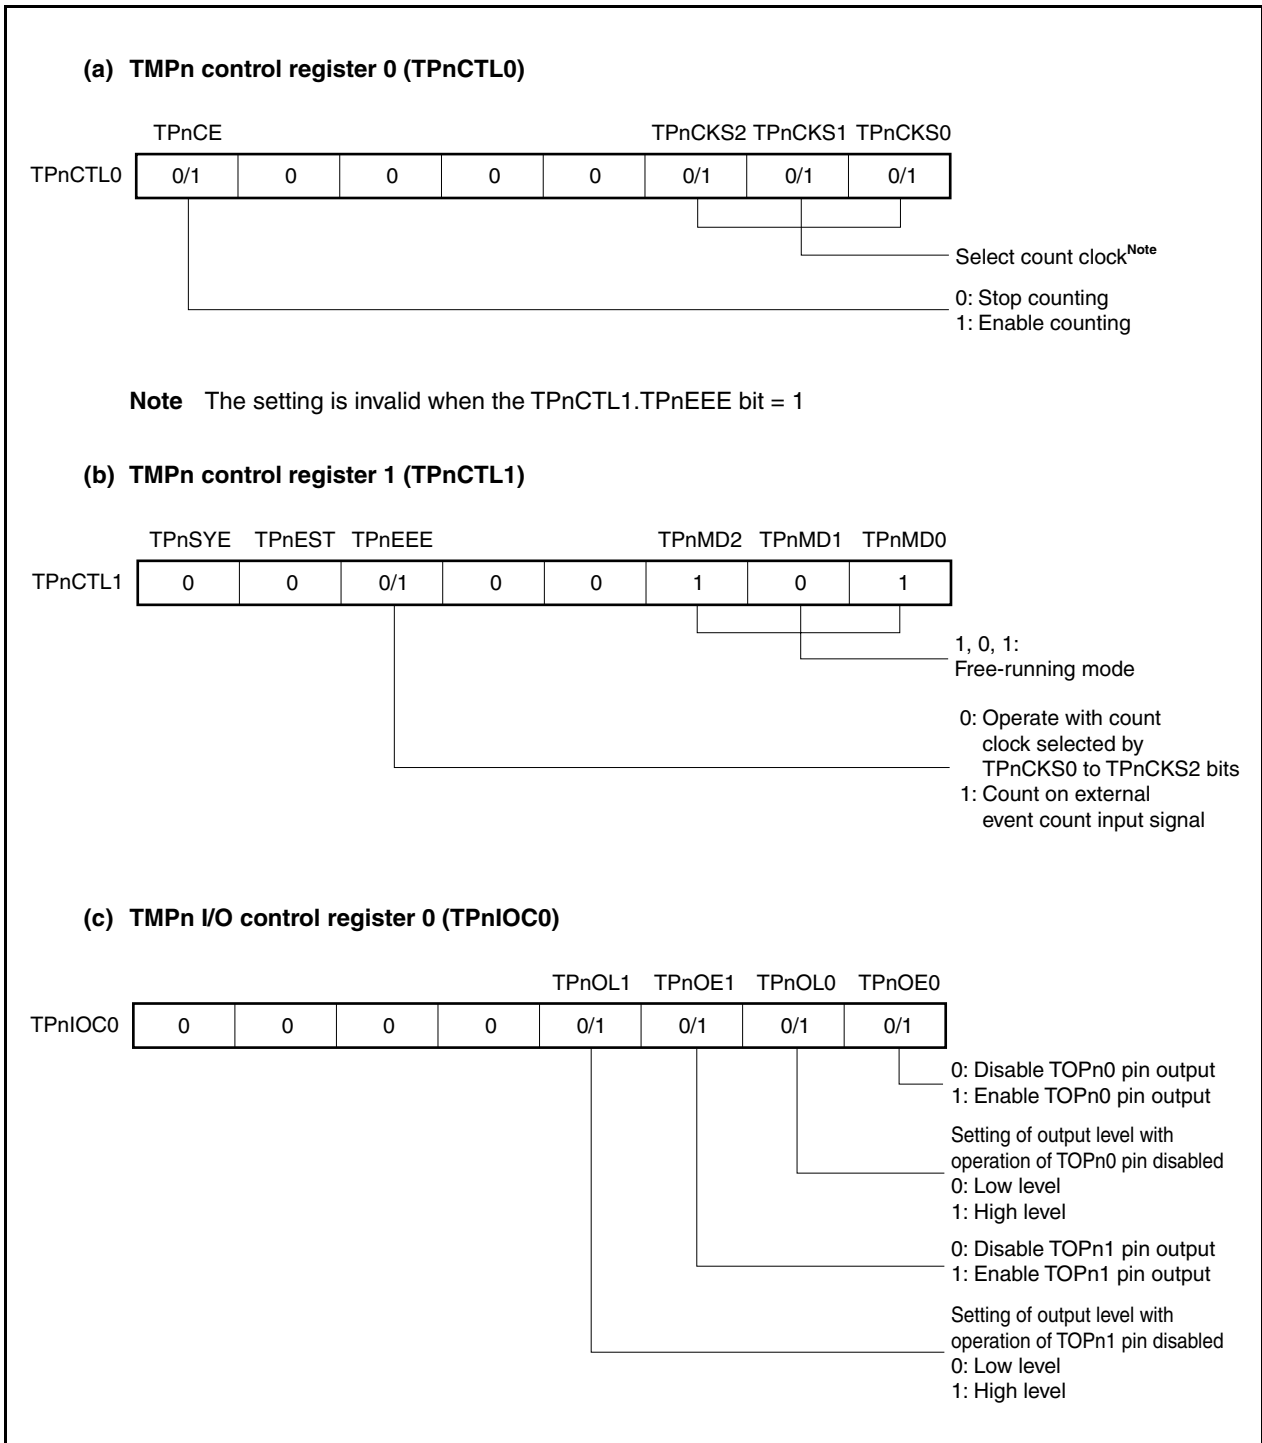 (a) TMPn control register 0 (TPnCTL0)
TPnCE TPnCKS2 TPnCKS1 TPnCKS0
TPnCTL0 0/1 0 0 0 0 0/1 0/1 0/1
Select count clockNote
0: Stop counting
1: Enable counting
Note The setting is invalid when the TPnCTL1.TPnEEE bit = 1
(b) TMPn control register 1 (TPnCTL1)
TPnSYE TPnEST TPnEEE TPnMD2 TPnMD1 TPnMD0
TPnCTL1 0 0 0/1 0 0 1 0 1
1, 0, 1:
Free-running mode
0: Operate with count
clock selected by
TPnCKS0 to TPnCKS2 bits
1: Count on external
event count input signal
(c) TMPn I/O control register 0 (TPnIOC0)
TPnOL1 TPnOE1 TPnOL0 TPnOE0
TPnIOC0 0 0 0 0 0/1 0/1 0/1 0/1
0: Disable TOPn0 pin output
1: Enable TOPn0 pin output
Setting of output level with
operation of TOPn0 pin disabled
0: Low level
1: High level
0: Disable TOPn1 pin output
1: Enable TOPn1 pin output
Setting of output level with
operation of TOPn1 pin disabled
0: Low level
1: High level